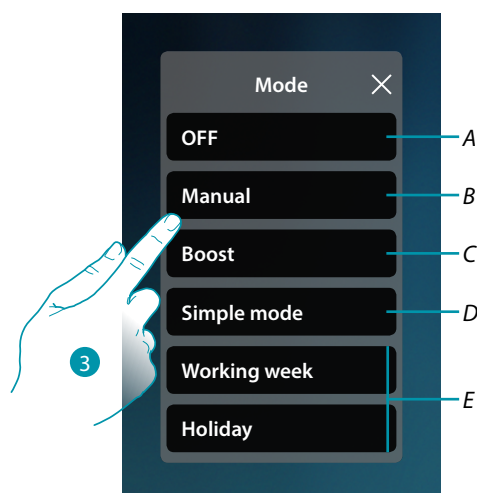 Mode
OFF
A
Manual
B
Boost
C
Simple mode
D
3
Working week
E
Holiday